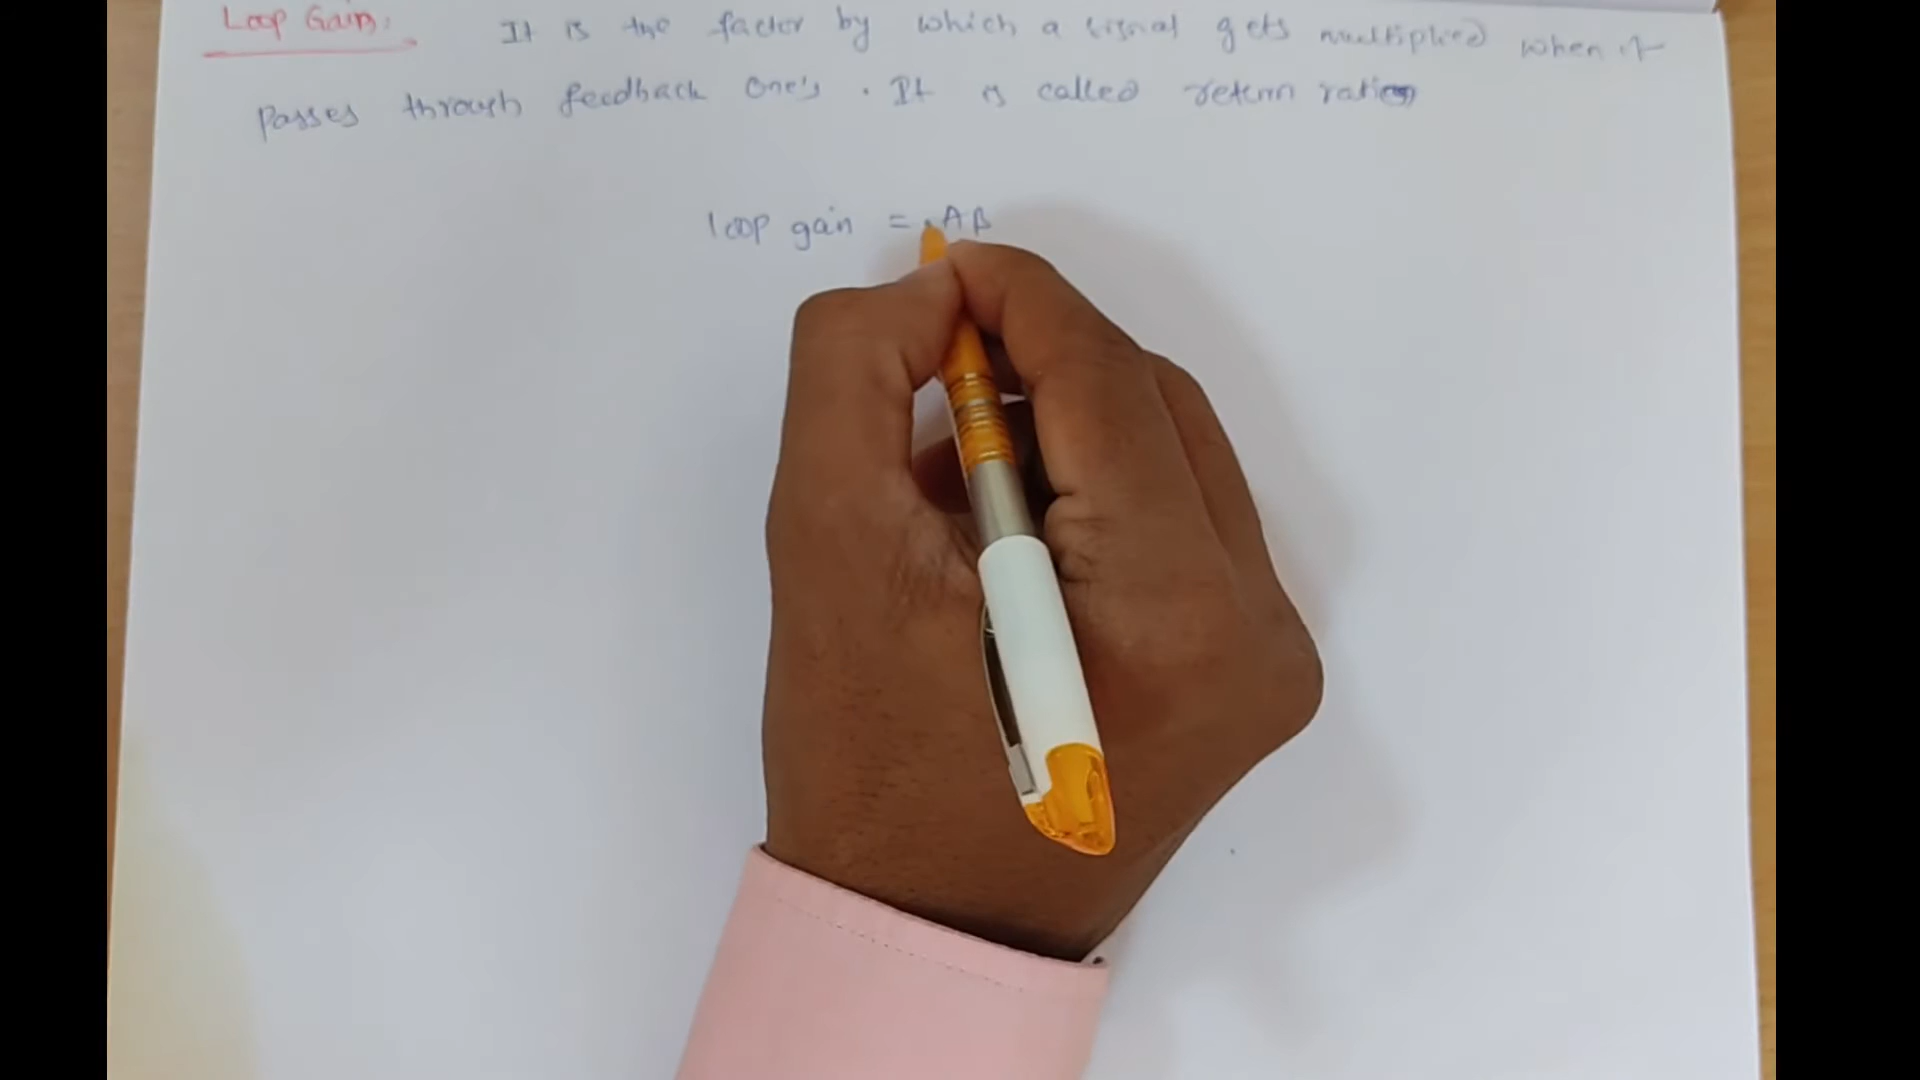 Loop Gain: It is the factor by which a signal gets multiplied when it
passes through feedback one's. It is called return ratio
loop gain = Aβ